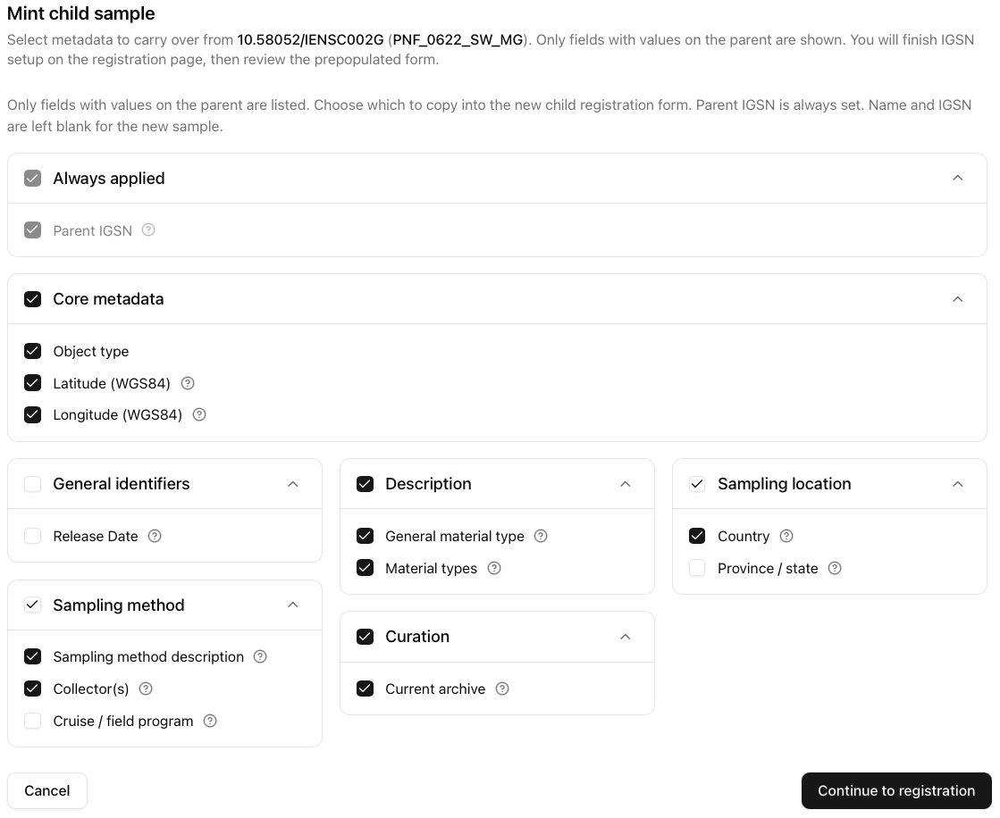 Mint child sample
Select metadata to carry over from 10.58052/IENSC002G (PNF_0622_SW_MG). Only fields with values on the parent are shown. You will finish IGSN
setup on the registration page, then review the prepopulated form.
Only fields with values on the parent are listed. Choose which to copy into the new child registration form. Parent IGSN is always set. Name and IGSN
are left blank for the new sample.
Always applied
Parent IGSN
Core metadata
Object type
Latitude (WGS84)
Longitude (WGS84)
General identifiers
Release Date
Sampling method
Sampling method description
Collector(s)
Cruise / field program
Description
General material type
Material types
Curation
Current archive
Sampling location
Country
Province / state
Cancel
Continue to registration